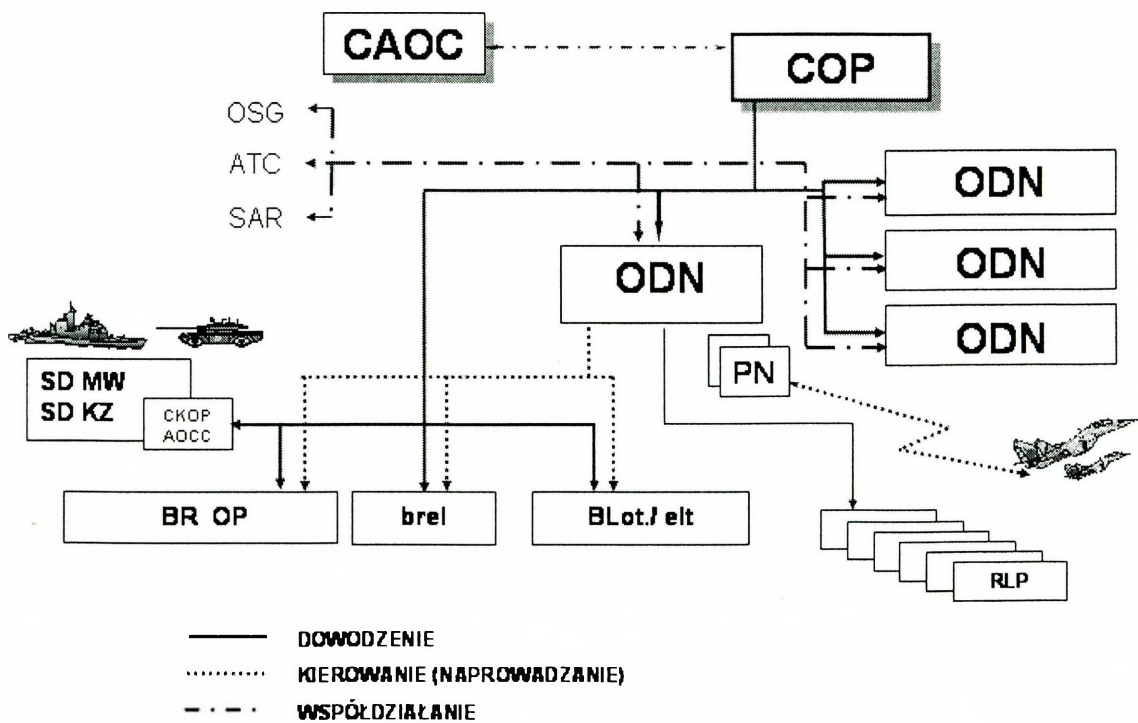 CAOC
COP
OSG
ATC
SAR
ODN
ODN
ODN
ODN
PN
SD MW
SD KZ
CKOP
AOCC
BR OP
brel
BLot./ elt
RLP
DOWODZENIE
KIEROWANIE (NAPROWADZANIE)
WSPÓŁDZIAŁANIE